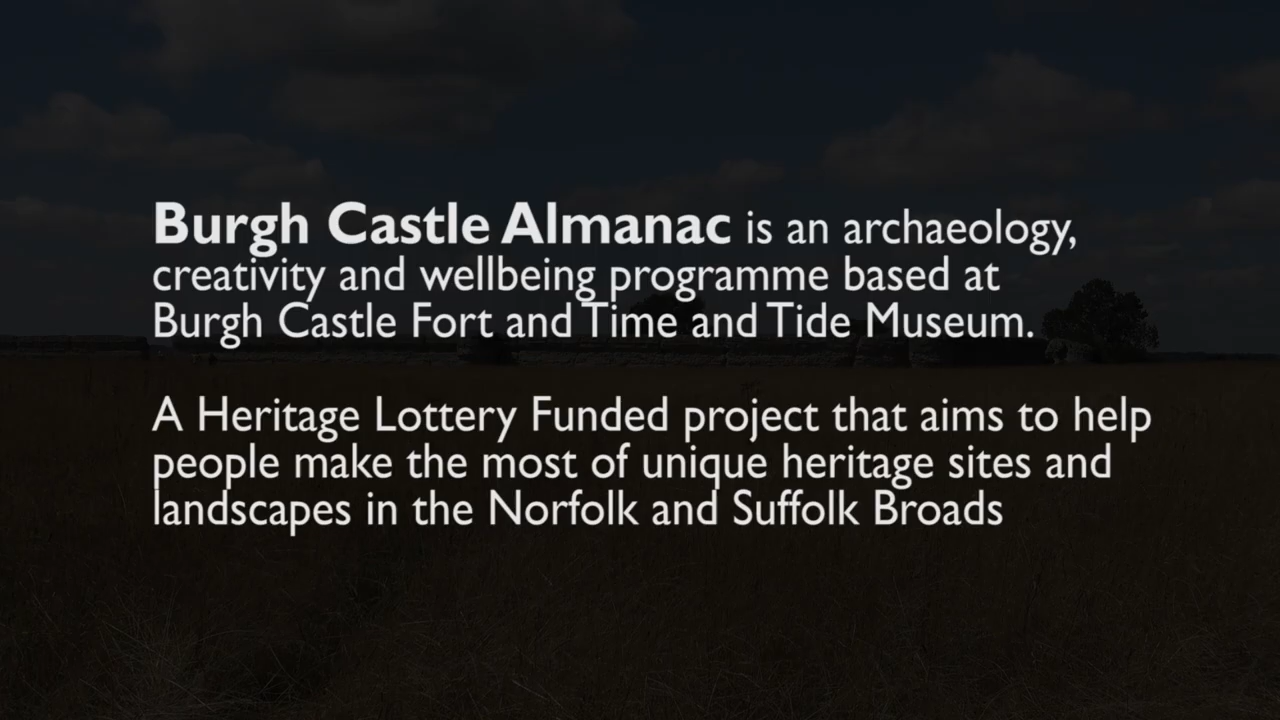 Burgh Castle Almanac is an archaeology,
creativity and wellbeing programme based at
Burgh Castle Fort and Time and Tide Museum.
A Heritage Lottery Funded project that aims to help
people make the most of unique heritage sites and
landscapes in the Norfolk and Suffolk Broads